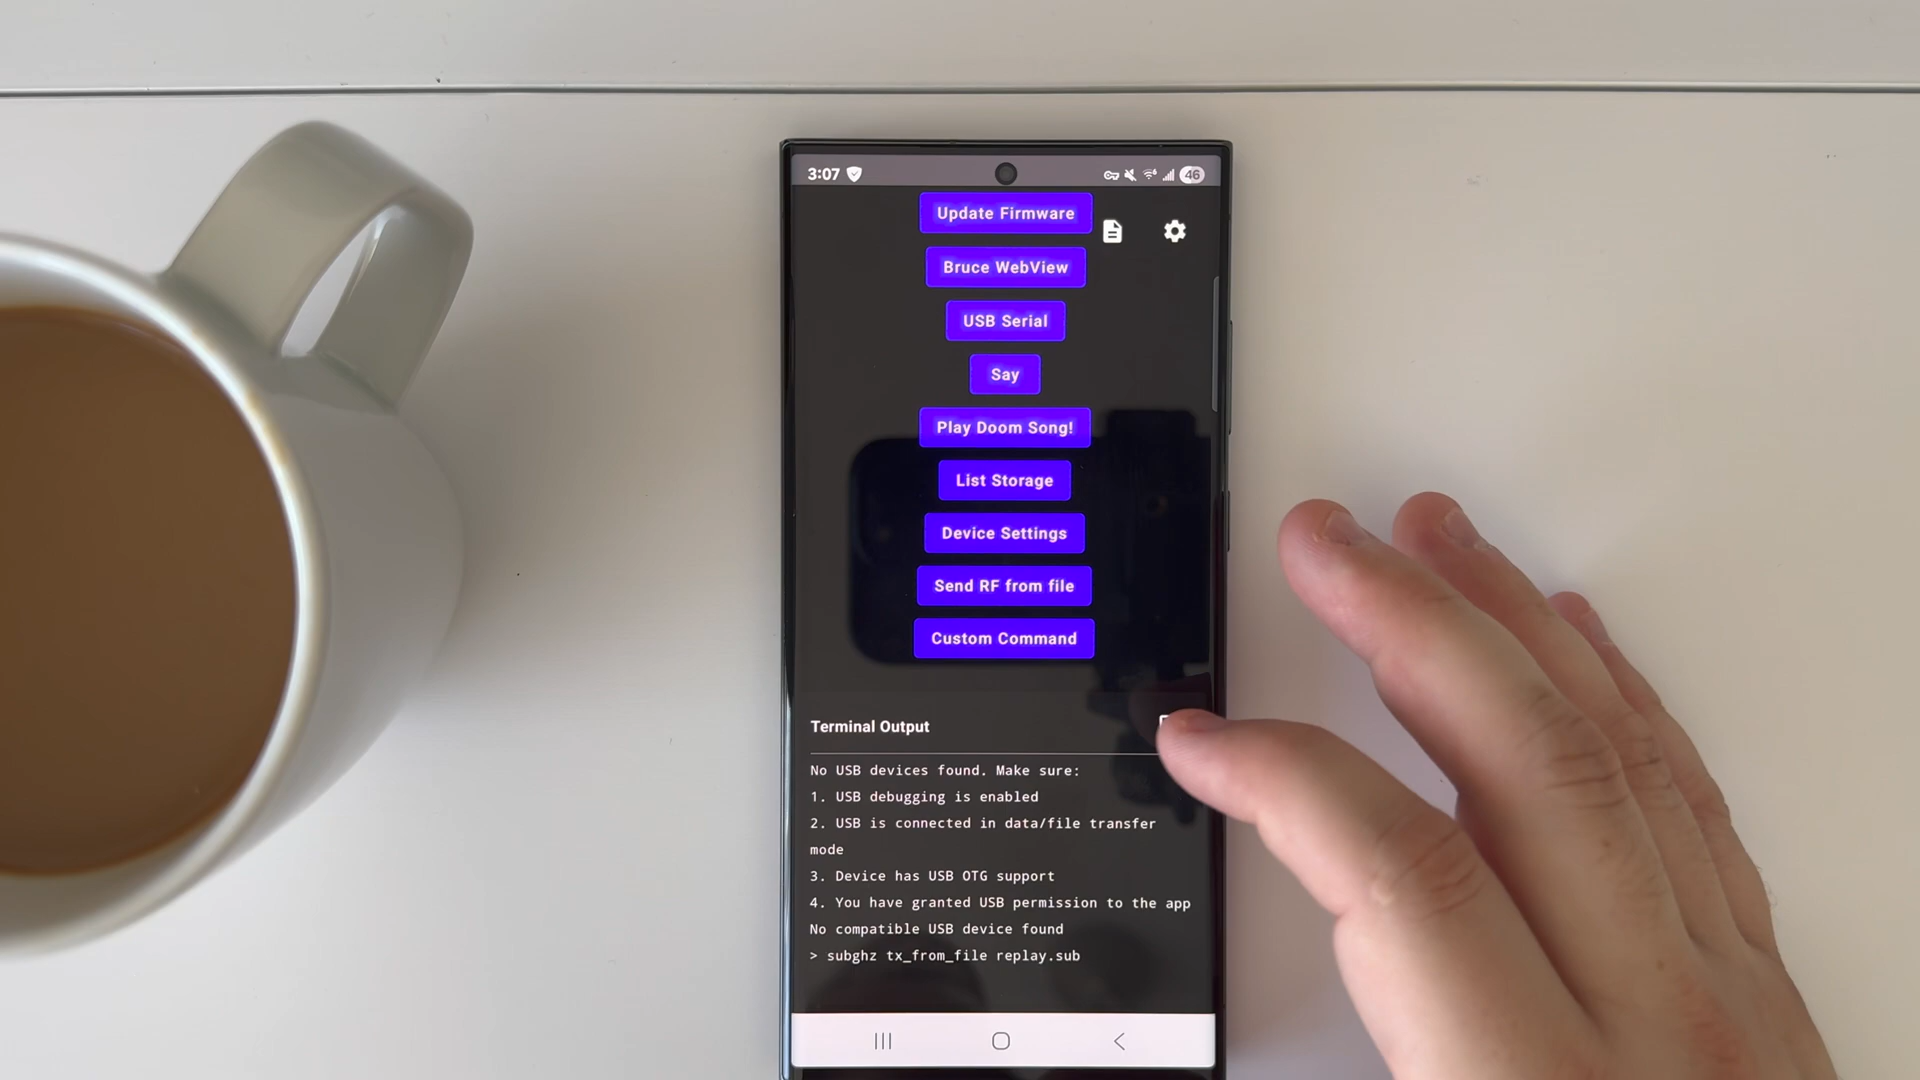 3:07
46
Update Firmware
Bruce WebView
USB Serial
Say
Play Doom Song!
List Storage
Device Settings
Send RF from file
Custom Command
Terminal Output
No USB devices found. Make sure:
1. USB debugging is enabled
2. USB is connected in data/file transfer
mode
3. Device has USB OTG support
4. You have granted USB permission to the app
No compatible USB device found
> subghz tx_from_file replay.sub